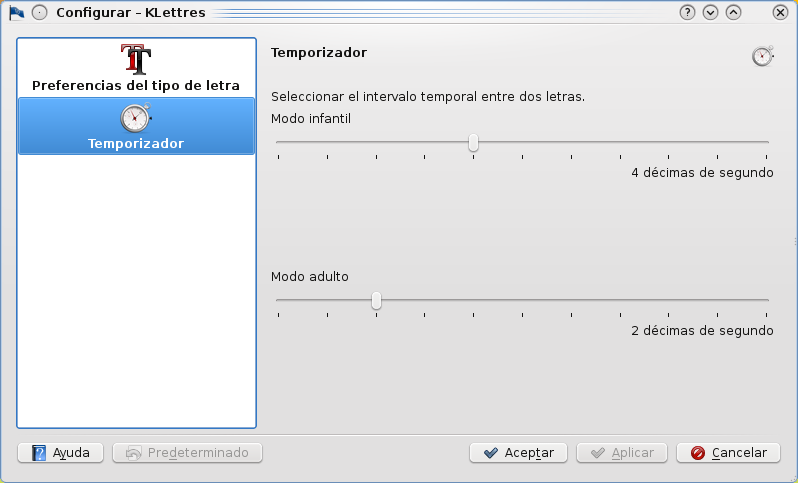 Configurar – KLettres
Preferencias del tipo de letra
Temporizador
Temporizador
Seleccionar el intervalo temporal entre dos letras.
Modo infantil
4 décimas de segundo
Modo adulto
2 décimas de segundo
Ayuda
Predeterminado
Aceptar
Aplicar
Cancelar